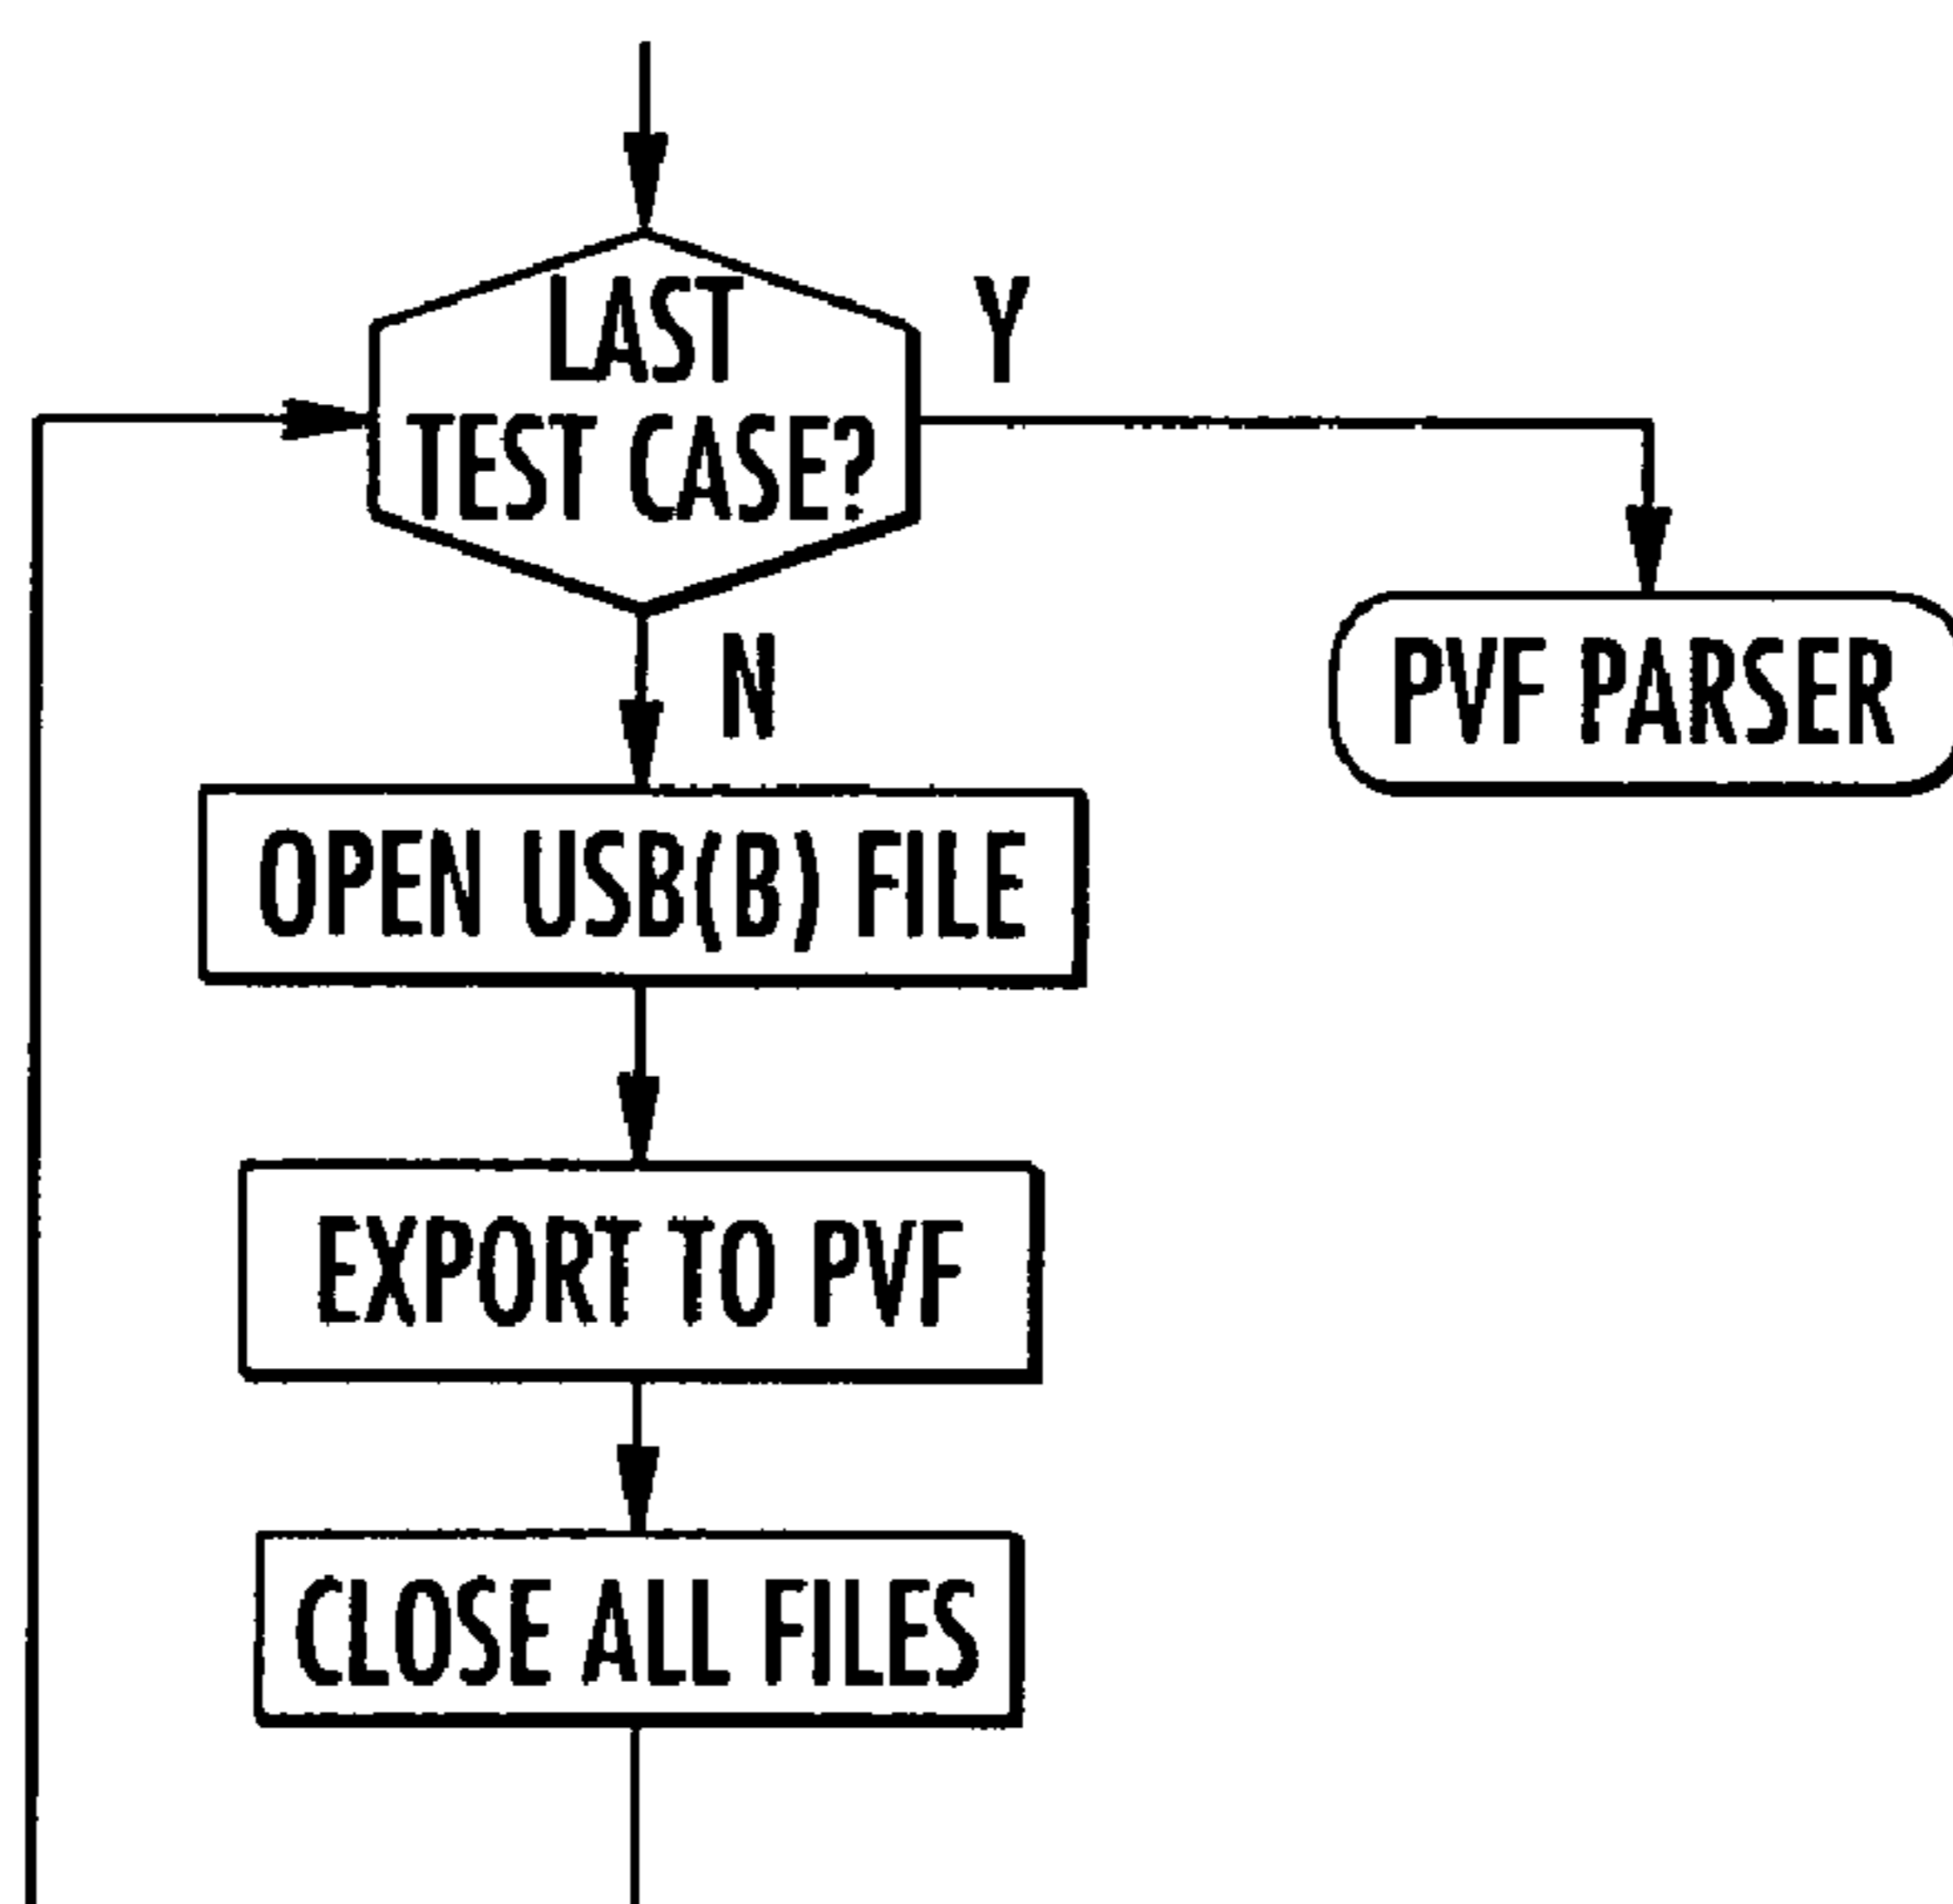 LAST
TEST CASE?
Y
N
PVF PARSER
OPEN USB(B) FILE
EXPORT TO PVF
CLOSE ALL FILES